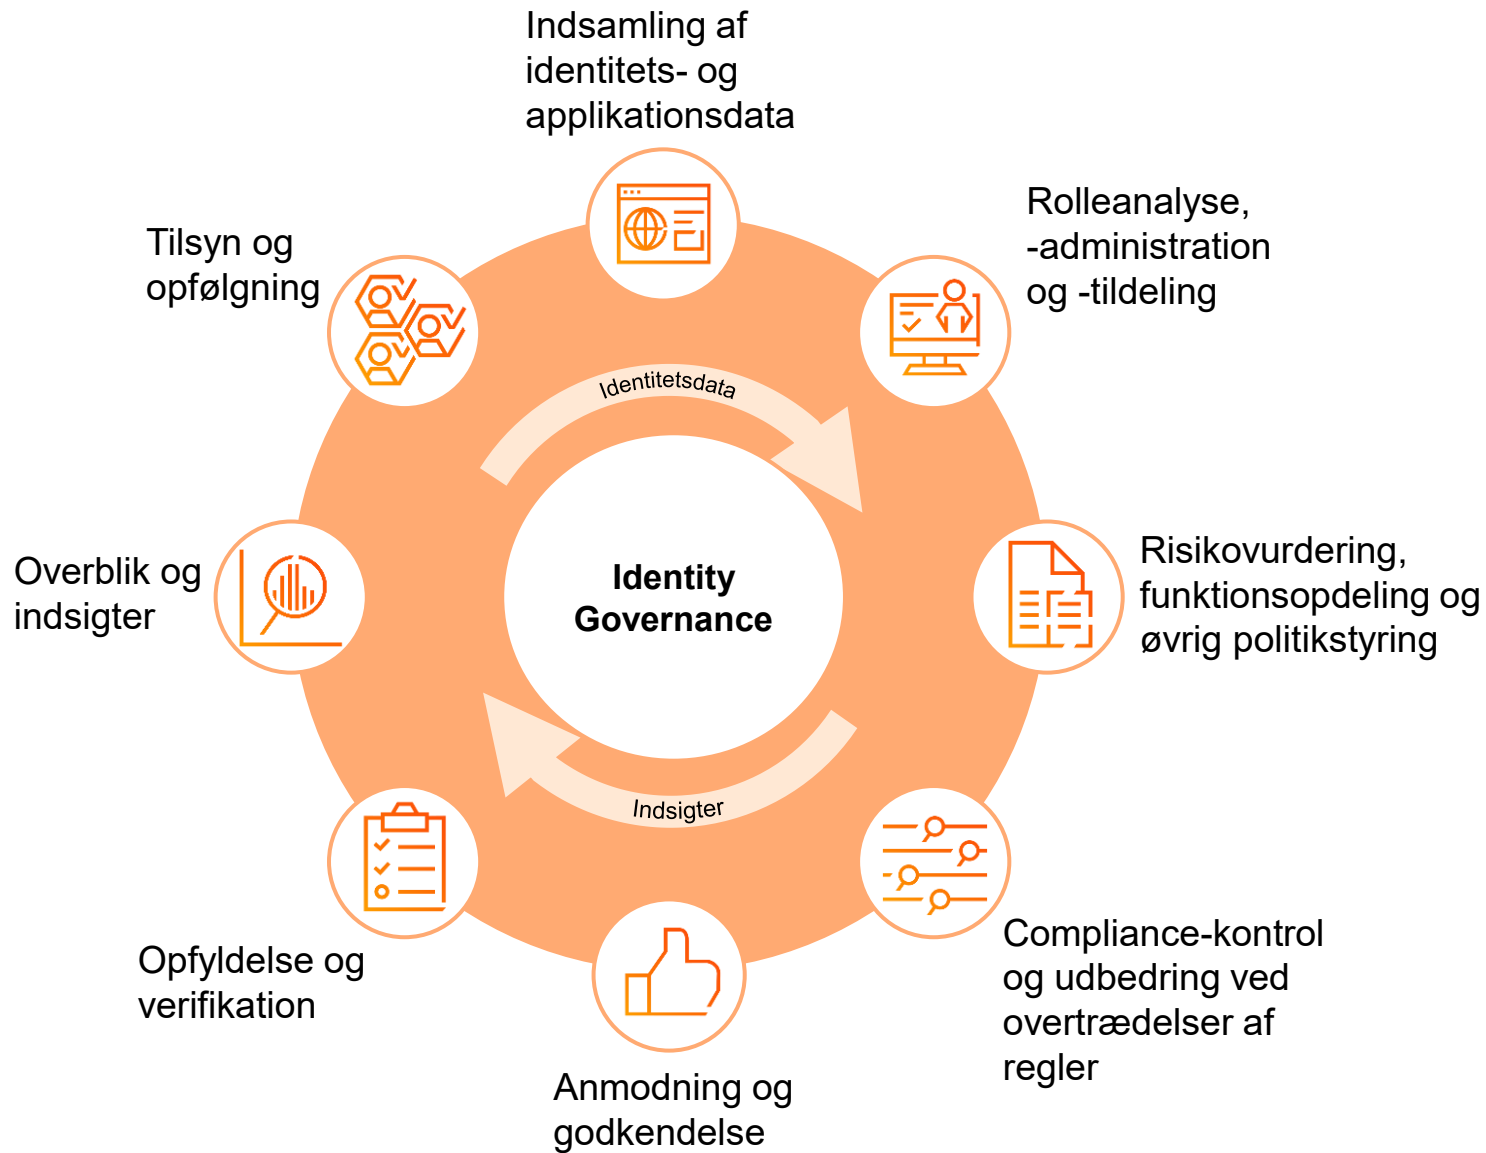 Indsamling af
identitets- og
applikationsdata
Rolleanalyse,
-administration
og -tildeling
Tilsyn og
opfølgning
Identitetsdata
Risikovurdering,
funktionsopdeling og
øvrig politikstyring
Overblik og
indsigter
Identity
Governance
Indsigter
Compliance-kontrol
og udbedring ved
overtrædelser af
regler
Opfyldelse og
verifikation
Anmodning og
godkendelse